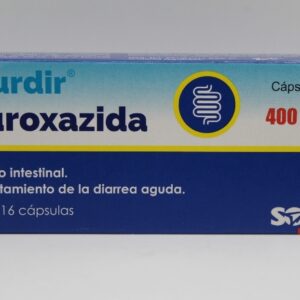 urdir®
uroxazida
Cáps
400
o intestinal.
tamiento de la diarrea aguda.
16 cápsulas